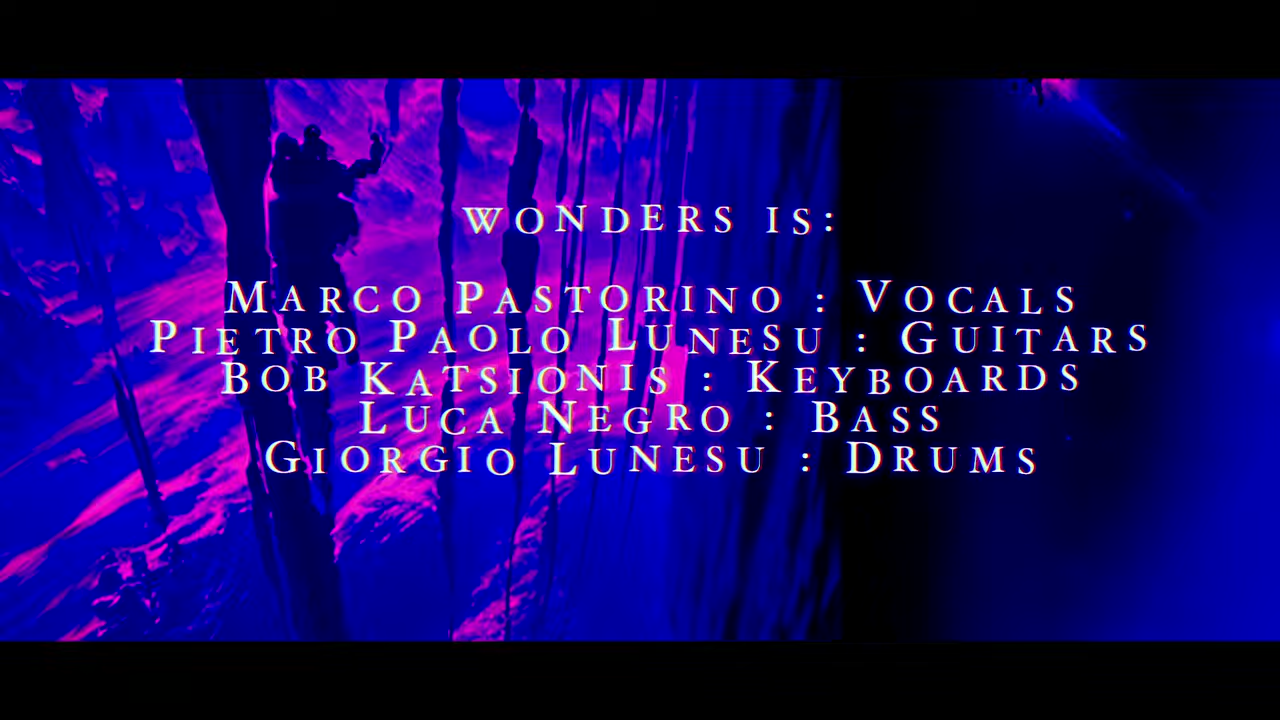 WONDERS IS:
MARCO PASTORINO : VOCALS
PIETRO PAOLO LUNESU : GUITARS
BOB KATSIONIS : KEYBOARDS
LUCA NEGRO : BASS
GIORGIO LUNESU : DRUMS